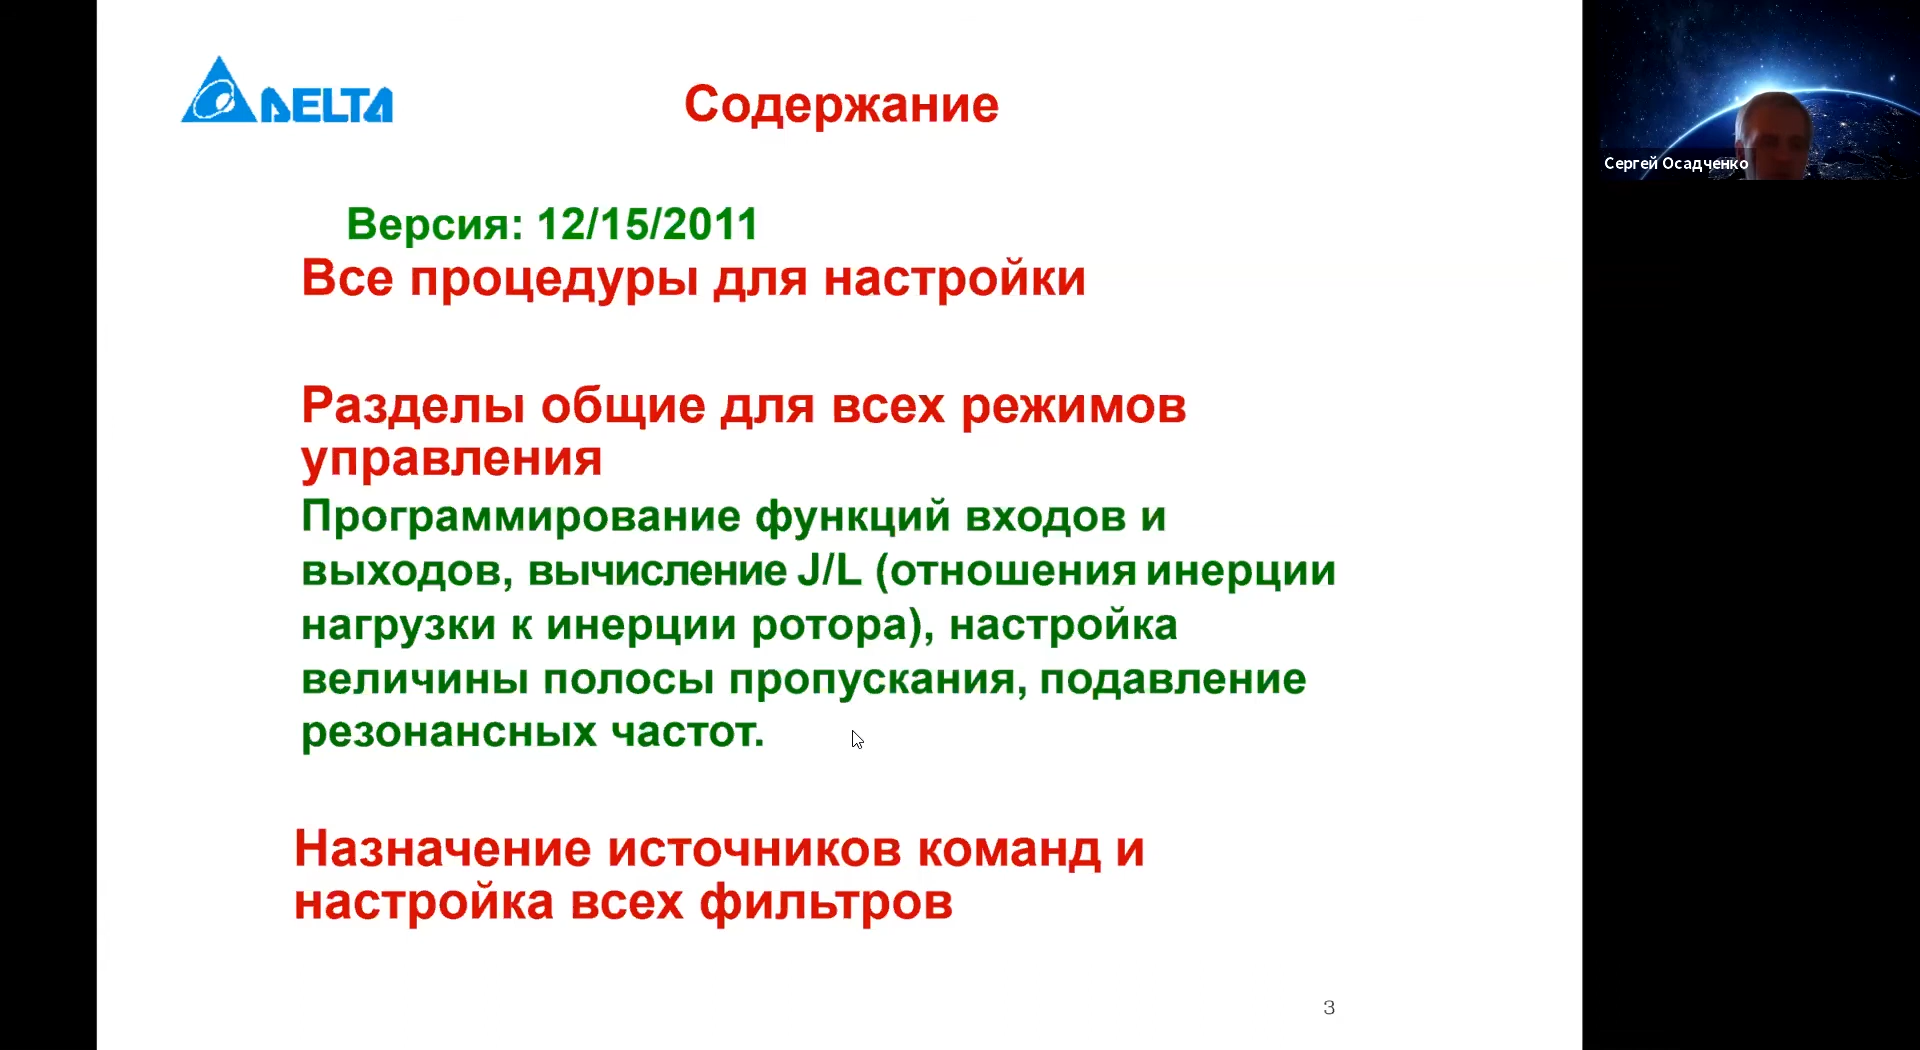 DELTA
Содержание
Сергей Осадченко
Версия: 12/15/2011
Все процедуры для настройки
Разделы общие для всех режимов
управления
Программирование функций входов и
выходов, вычисление J/L (отношения инерции
нагрузки к инерции ротора), настройка
величины полосы пропускания, подавление
резонансных частот.
Назначение источников команд и
настройка всех фильтров
3